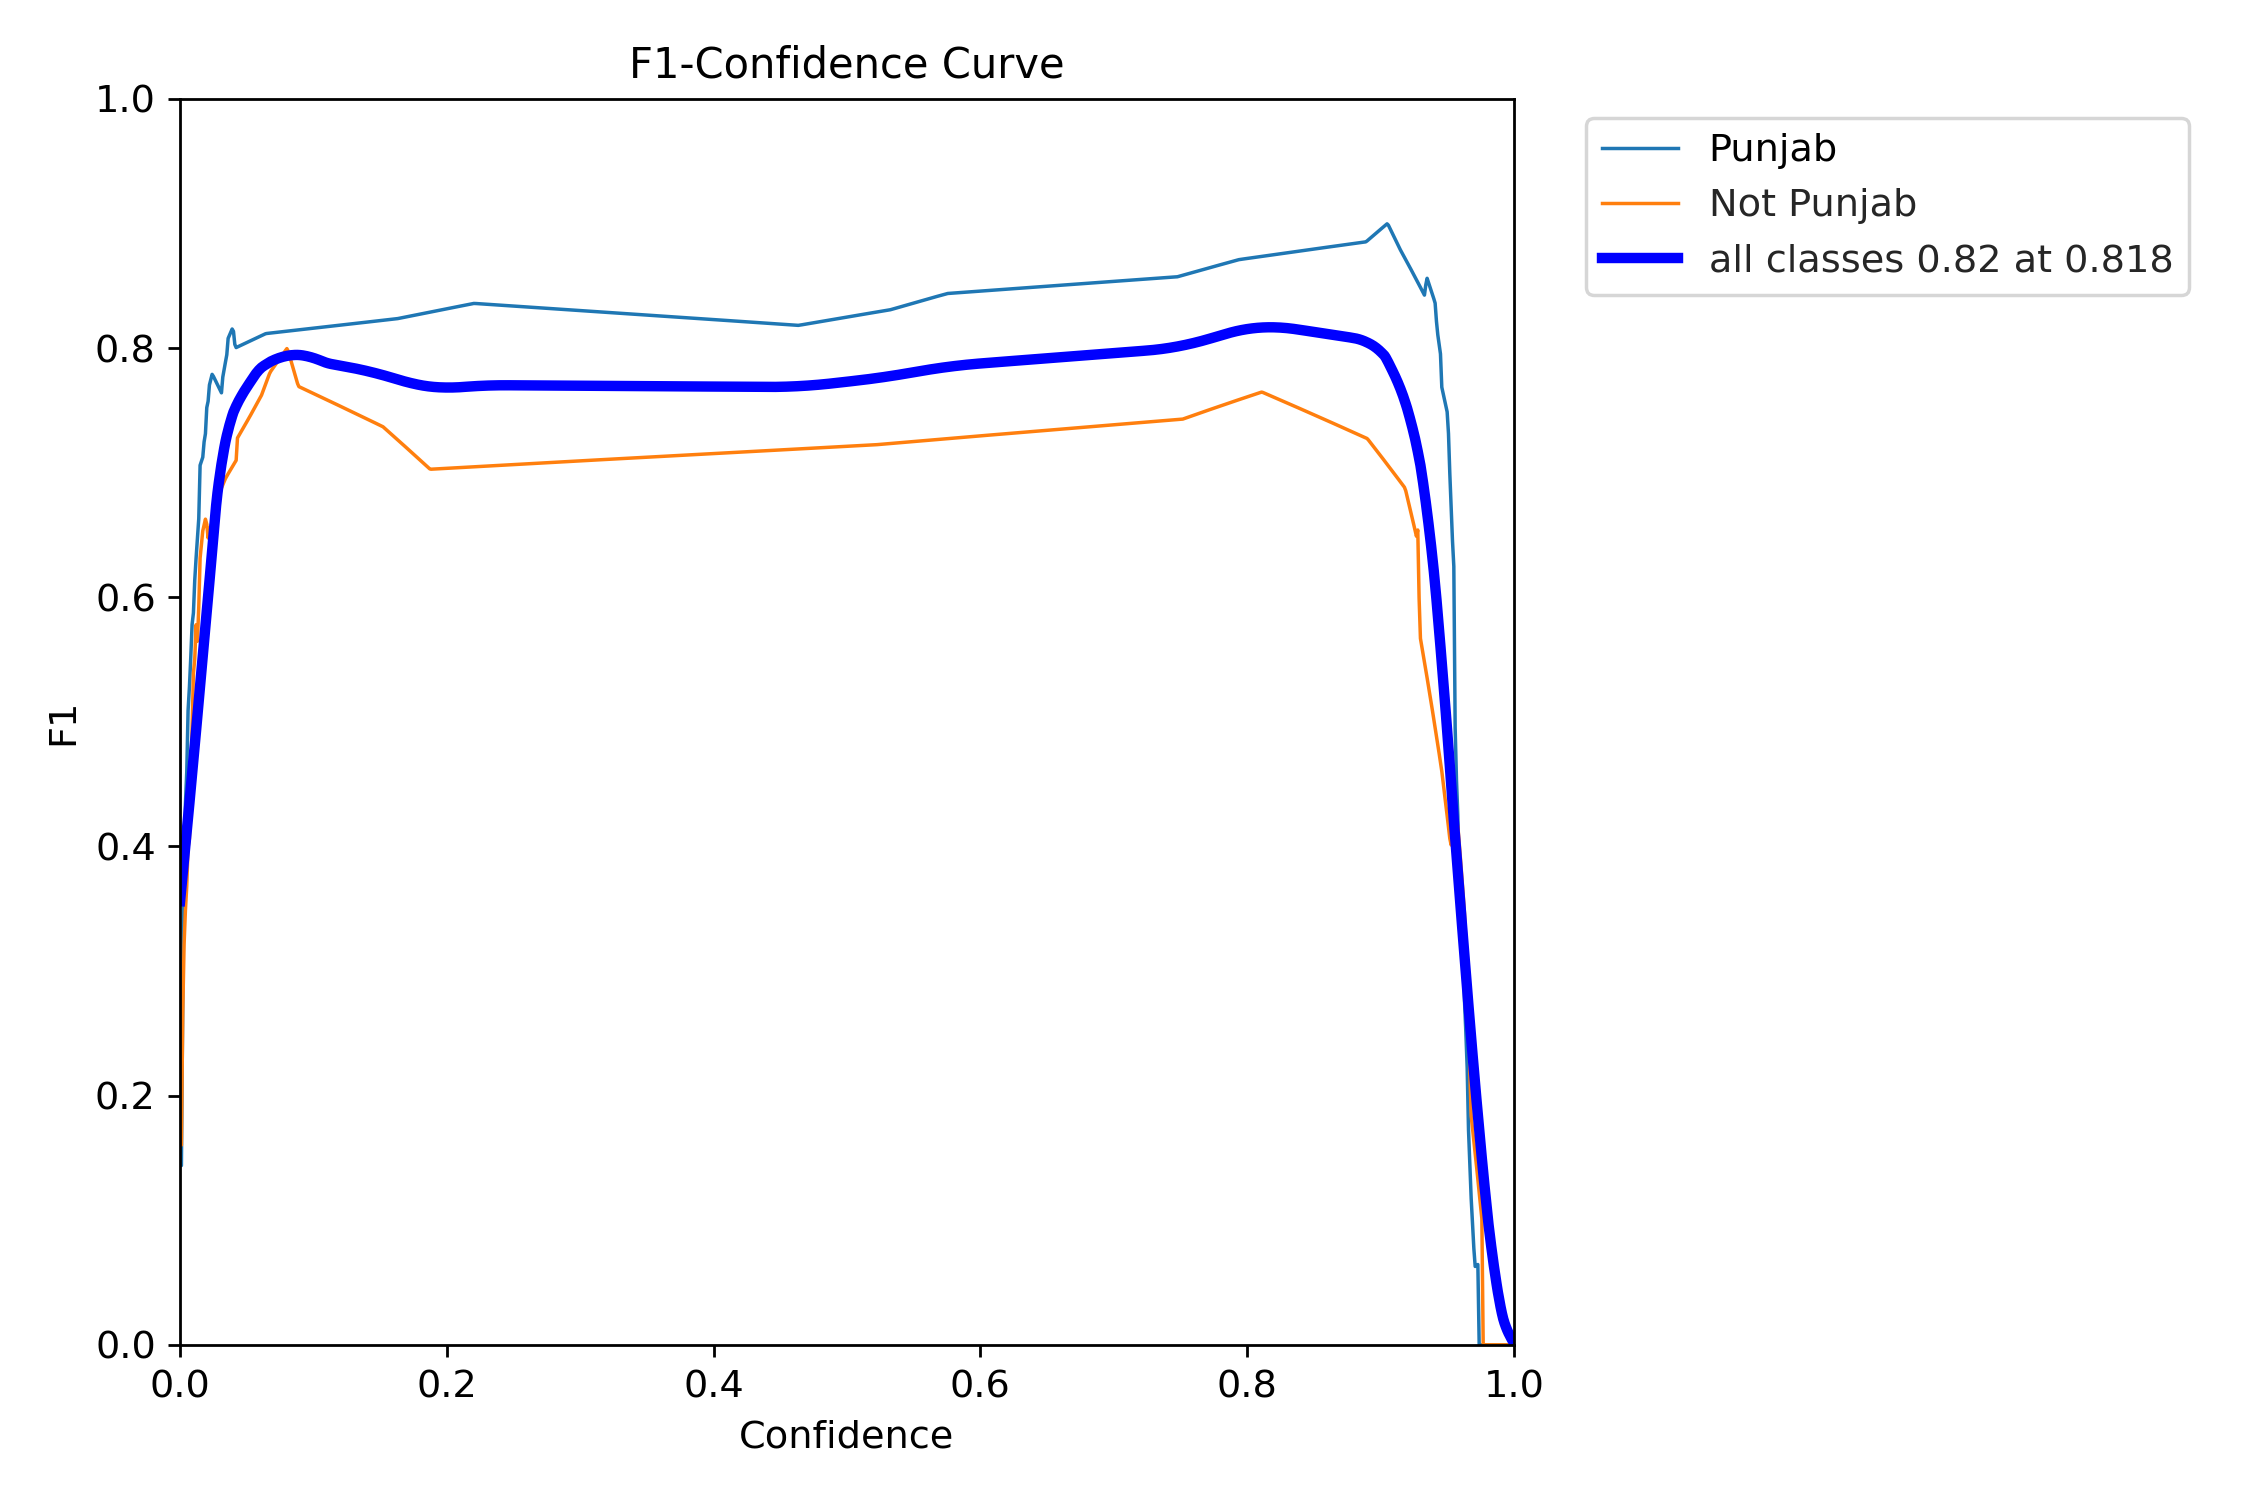 F1-Confidence Curve
1.0
0.8
0.6
0.4
0.2
0.0
F1
0.0 0.2 0.4 0.6 0.8 1.0
Confidence
Punjab
Not Punjab
all classes 0.82 at 0.818